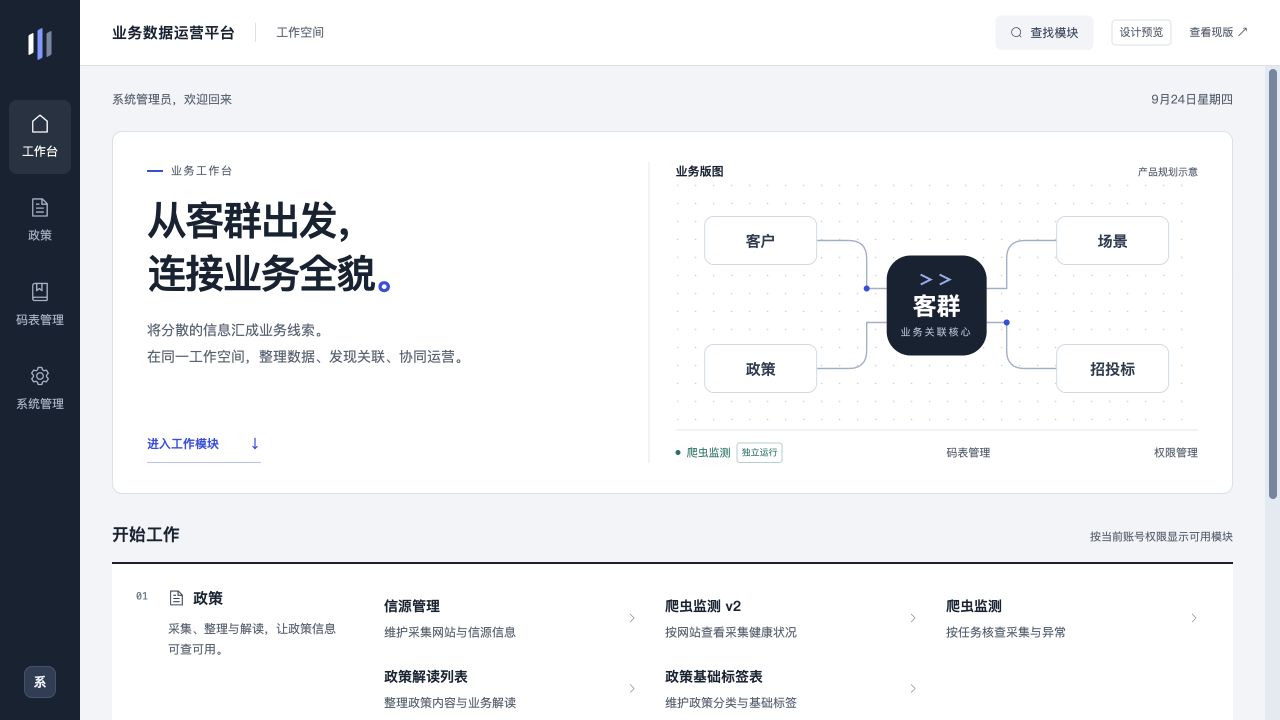 业务数据运营平台
工作空间
查找模块
设计预览
查看现版 ↗
工作台
政策
码表管理
系统管理
系
系统管理员，欢迎回来
9月24日星期四
业务工作台
从客群出发，
连接业务全貌。
将分散的信息汇成业务线索。
在同一工作空间，整理数据、发现关联、协同运营。
进入工作模块 ↓
业务版图
产品规划示意
客户
场景
>>
客群
业务关联核心
政策
招投标
爬虫监测 独立运行
码表管理
权限管理
开始工作
按当前账号权限显示可用模块
01
政策
采集、整理与解读，让政策信息
可查可用。
信源管理
维护采集网站与信源信息
爬虫监测 v2
按网站查看采集健康状况
爬虫监测
按任务核查采集与异常
政策解读列表
整理政策内容与业务解读
政策基础标签表
维护政策分类与基础标签